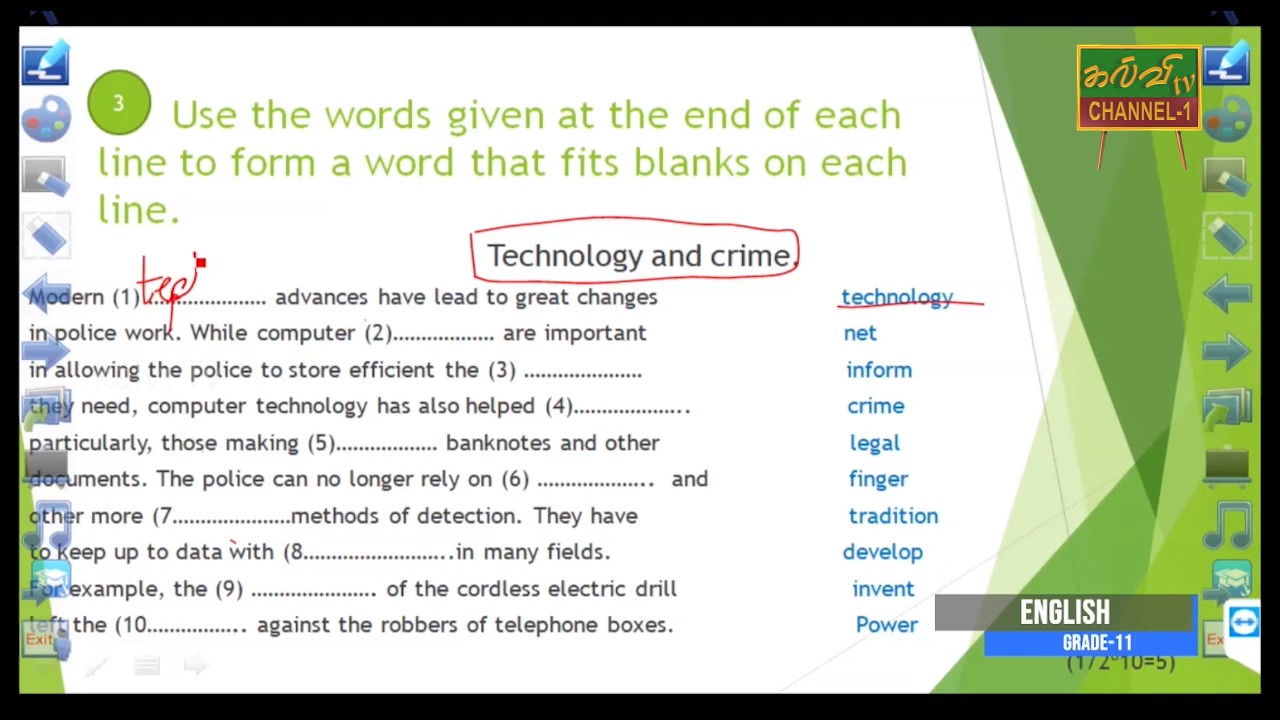 கல்வி tv
CHANNEL-1
3
Use the words given at the end of each
line to form a word that fits blanks on each
line.
Technology and crime.
Modern (1)..................... advances have lead to great changes technology
in police work. While computer (2)................. are important net
in allowing the police to store efficient the (3) .................... inform
they need, computer technology has also helped (4)................... crime
particularly, those making (5)................. banknotes and other legal
documents. The police can no longer rely on (6) ................... and finger
other more (7.....................methods of detection. They have tradition
to keep up to data with (8...........................in many fields. develop
For example, the (9) ..................... of the cordless electric drill invent
left the (10................. against the robbers of telephone boxes. Power
ENGLISH
GRADE-11
Exit